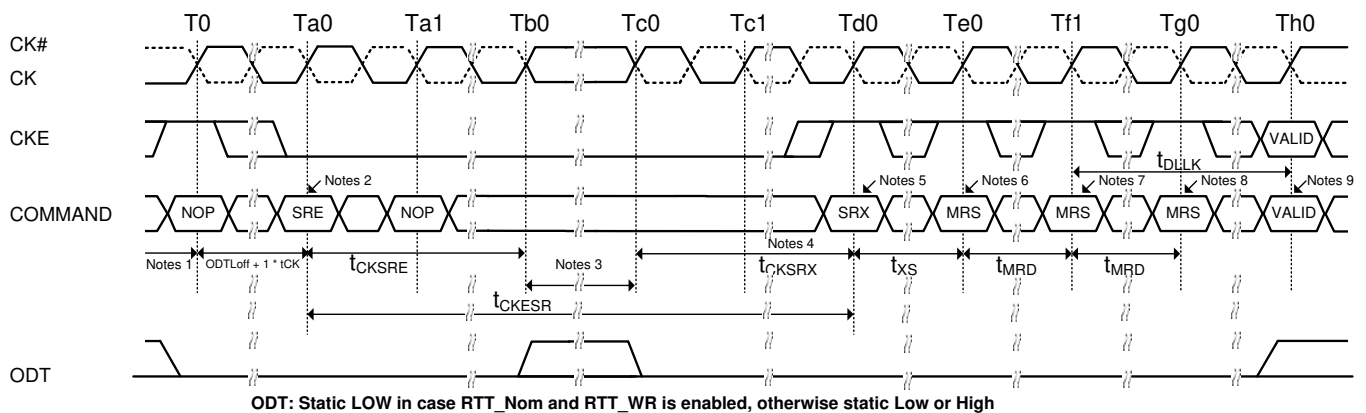 T0 Ta0 Ta1 Tb0 Tc0 Tc1 Td0 Te0 Tf1 Tg0 Th0
CK#
CK
CKE
VALID
tDLLK
Notes 2 Notes 5 Notes 6 Notes 7 Notes 8 Notes 9
COMMAND NOP SRE NOP SRX MRS MRS MRS VALID
Notes 1 ODTLoff + 1 * tCK tCKSRE Notes 3 Notes 4 tCKSRX tXS tMRD tMRD
tCKESR
ODT
ODT: Static LOW in case RTT_Nom and RTT_WR is enabled, otherwise static Low or High